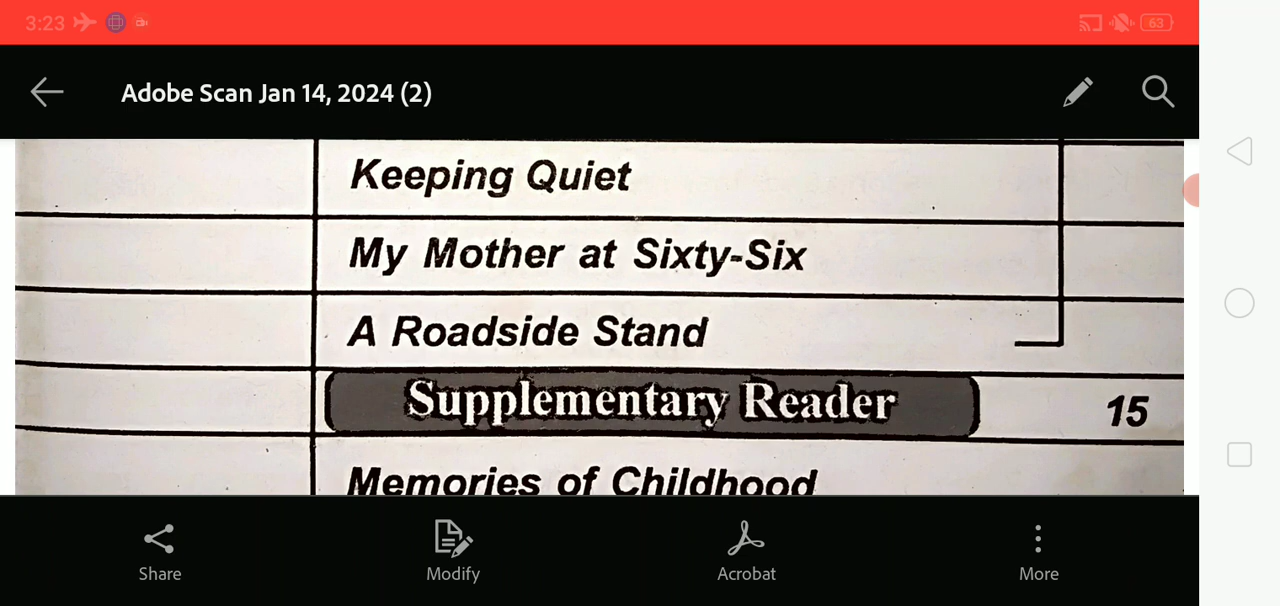 3:23
63
Adobe Scan Jan 14, 2024 (2)
Keeping Quiet
My Mother at Sixty-Six
A Roadside Stand
Supplementary Reader 15
Memories of Childhood
Share Modify Acrobat More